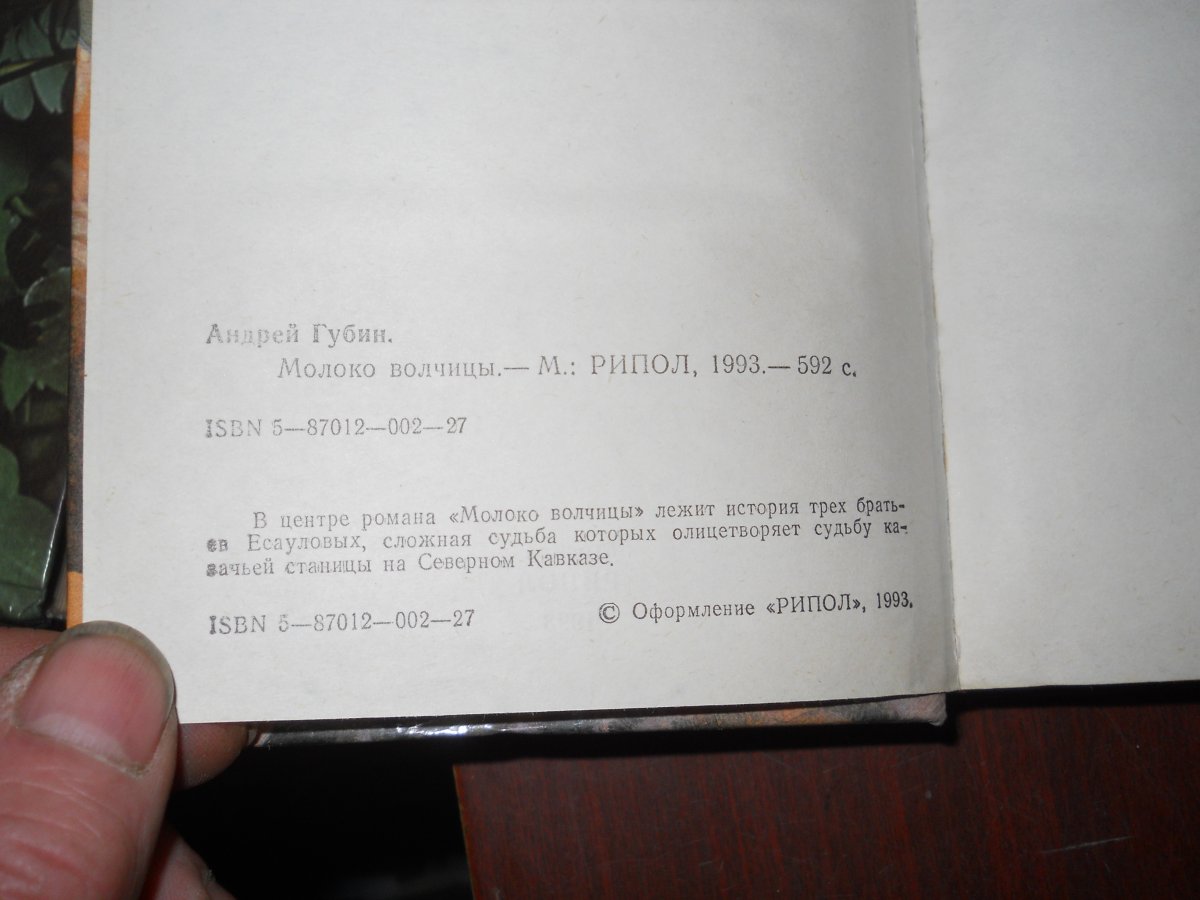 Андрей Губин.
Молоко волчицы.— М.: РИПОЛ, 1993.— 592 с.
ISBN 5—87012—002—27
В центре романа «Молоко волчицы» лежит история трех брать-
ев Есауловых, сложная судьба которых олицетворяет судьбу ка-
зачьей станицы на Северном Кавказе.
ISBN 5—87012—002—27 © Оформление «РИПОЛ», 1993.